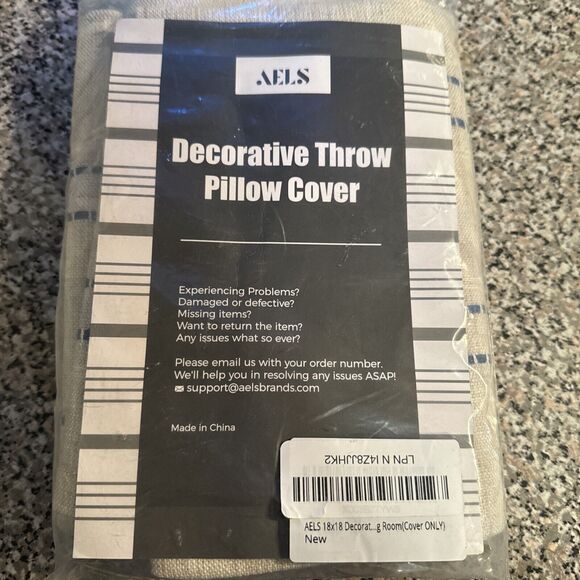 AELS
Decorative Throw
Pillow Cover
Experiencing Problems?
Damaged or defective?
Missing items?
Want to return the item?
Any issues what so ever?
Please email us with your order number.
We'll help you in resolving any issues ASAP!
support@aelsbrands.com
Made in China
LPN N I4Z8JJHK2
AELS 18x18 Decorat...g Room(Cover ONLY)
New